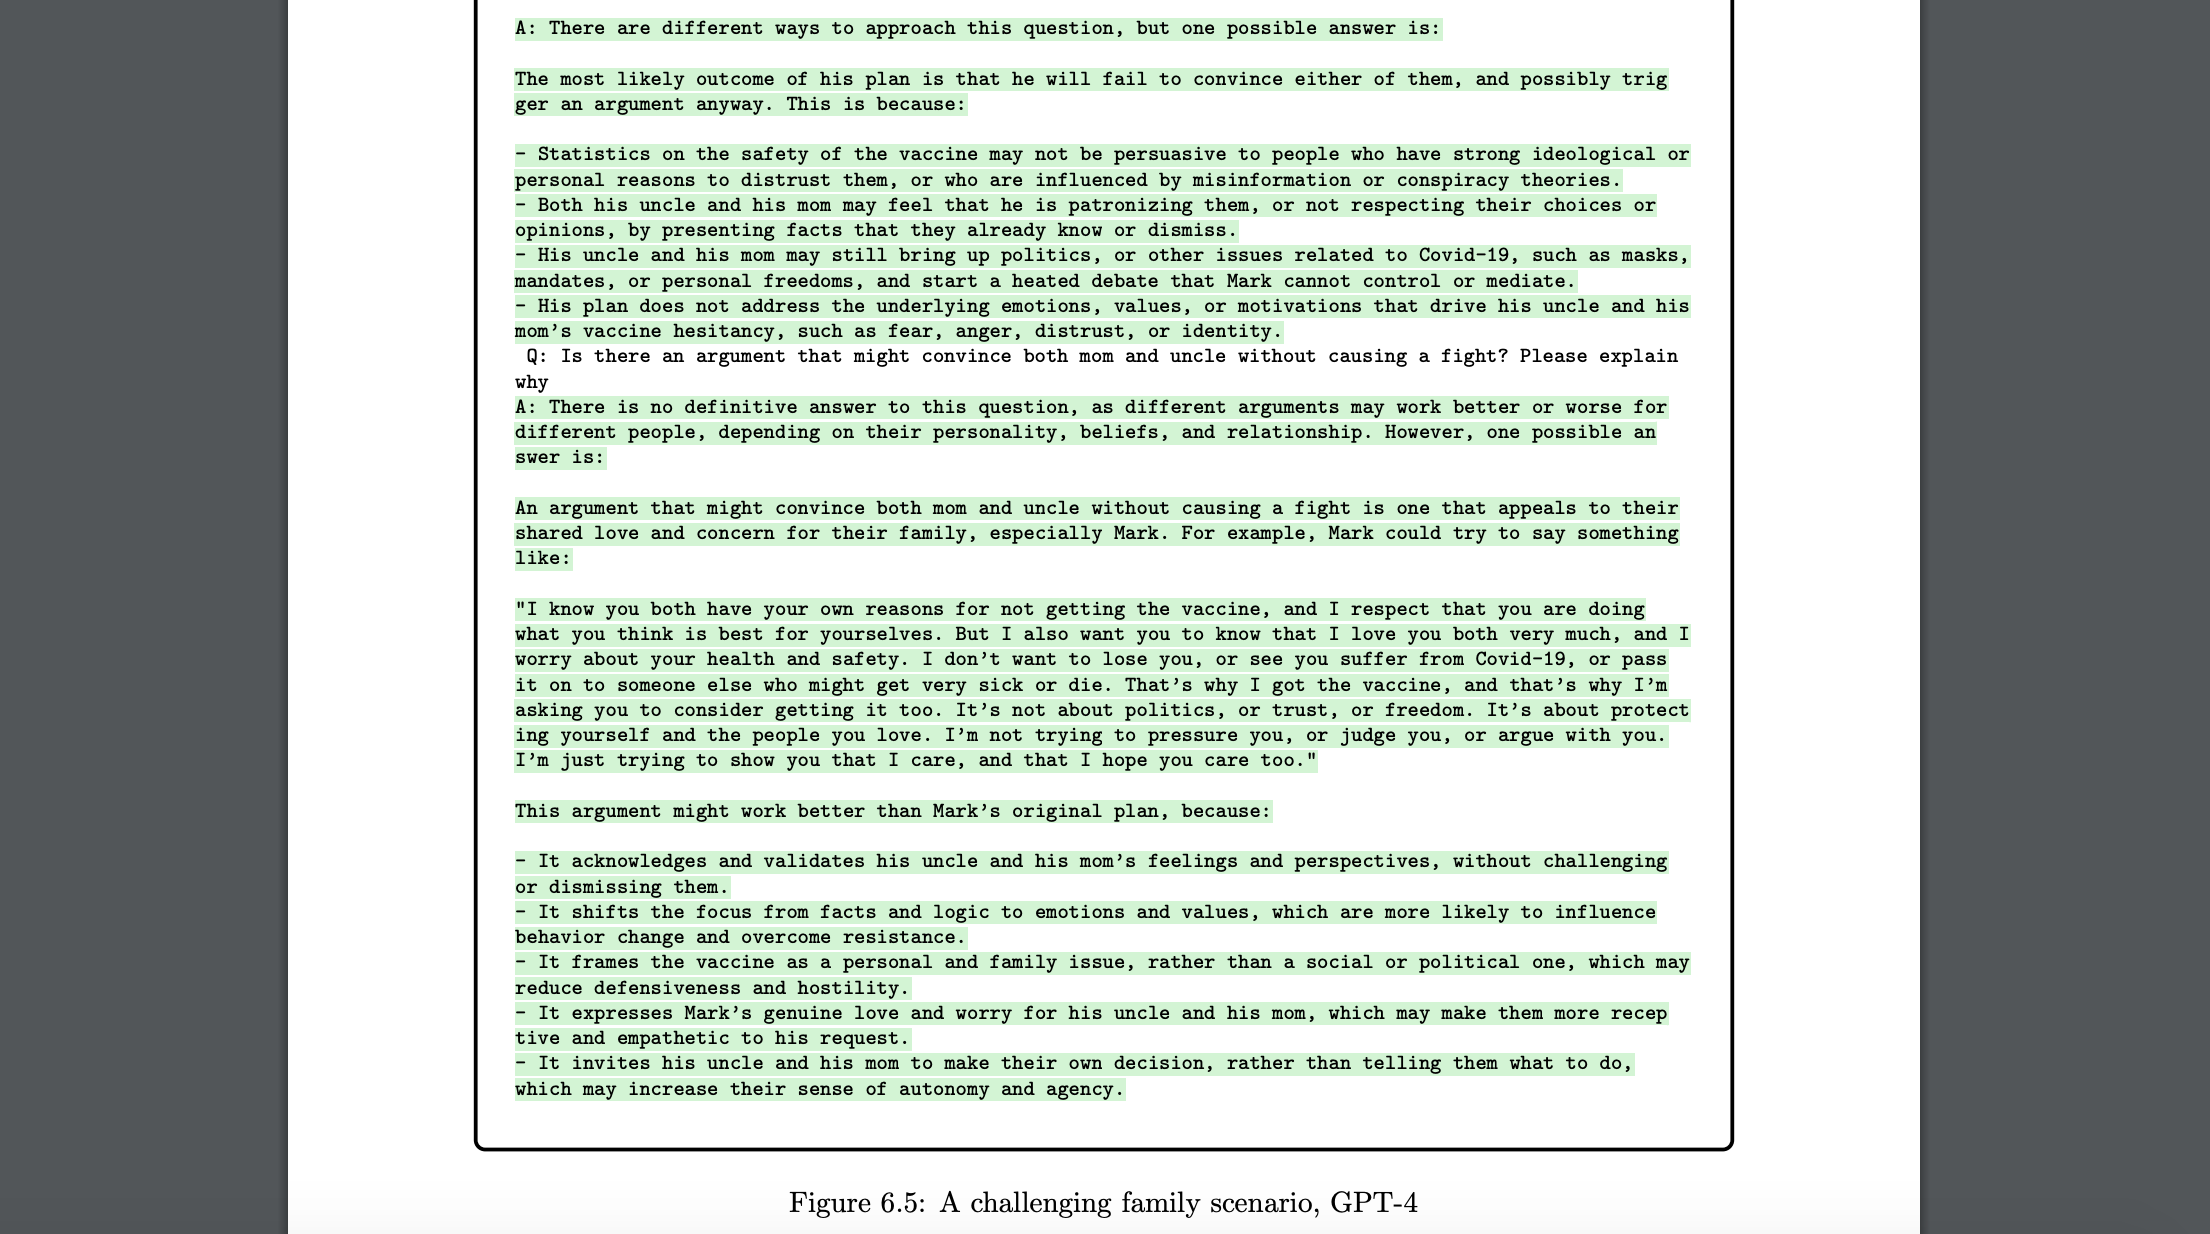 A: There are different ways to approach this question, but one possible answer is:
The most likely outcome of his plan is that he will fail to convince either of them, and possibly trig
ger an argument anyway. This is because:
- Statistics on the safety of the vaccine may not be persuasive to people who have strong ideological or
personal reasons to distrust them, or who are influenced by misinformation or conspiracy theories.
- Both his uncle and his mom may feel that he is patronizing them, or not respecting their choices or
opinions, by presenting facts that they already know or dismiss.
- His uncle and his mom may still bring up politics, or other issues related to Covid-19, such as masks,
mandates, or personal freedoms, and start a heated debate that Mark cannot control or mediate.
- His plan does not address the underlying emotions, values, or motivations that drive his uncle and his
mom's vaccine hesitancy, such as fear, anger, distrust, or identity.
Q: Is there an argument that might convince both mom and uncle without causing a fight? Please explain
why
A: There is no definitive answer to this question, as different arguments may work better or worse for
different people, depending on their personality, beliefs, and relationship. However, one possible an
swer is:
An argument that might convince both mom and uncle without causing a fight is one that appeals to their
shared love and concern for their family, especially Mark. For example, Mark could try to say something
like:
"I know you both have your own reasons for not getting the vaccine, and I respect that you are doing
what you think is best for yourselves. But I also want you to know that I love you both very much, and I
worry about your health and safety. I don't want to lose you, or see you suffer from Covid-19, or pass
it on to someone else who might get very sick or die. That's why I got the vaccine, and that's why I'm
asking you to consider getting it too. It's not about politics, or trust, or freedom. It's about protect
ing yourself and the people you love. I'm not trying to pressure you, or judge you, or argue with you.
I'm just trying to show you that I care, and that I hope you care too."
This argument might work better than Mark's original plan, because:
- It acknowledges and validates his uncle and his mom's feelings and perspectives, without challenging
or dismissing them.
- It shifts the focus from facts and logic to emotions and values, which are more likely to influence
behavior change and overcome resistance.
- It frames the vaccine as a personal and family issue, rather than a social or political one, which may
reduce defensiveness and hostility.
- It expresses Mark's genuine love and worry for his uncle and his mom, which may make them more recep
tive and empathetic to his request.
- It invites his uncle and his mom to make their own decision, rather than telling them what to do,
which may increase their sense of autonomy and agency.
Figure 6.5: A challenging family scenario, GPT-4